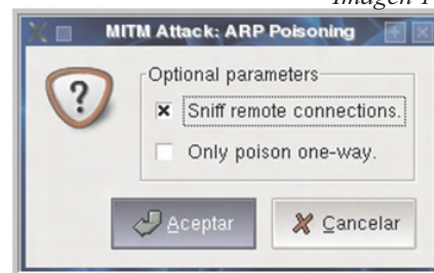 Imagen 1
MITM Attack: ARP Poisoning
Optional parameters
Sniff remote connections.
Only poison one-way.
Aceptar
Cancelar